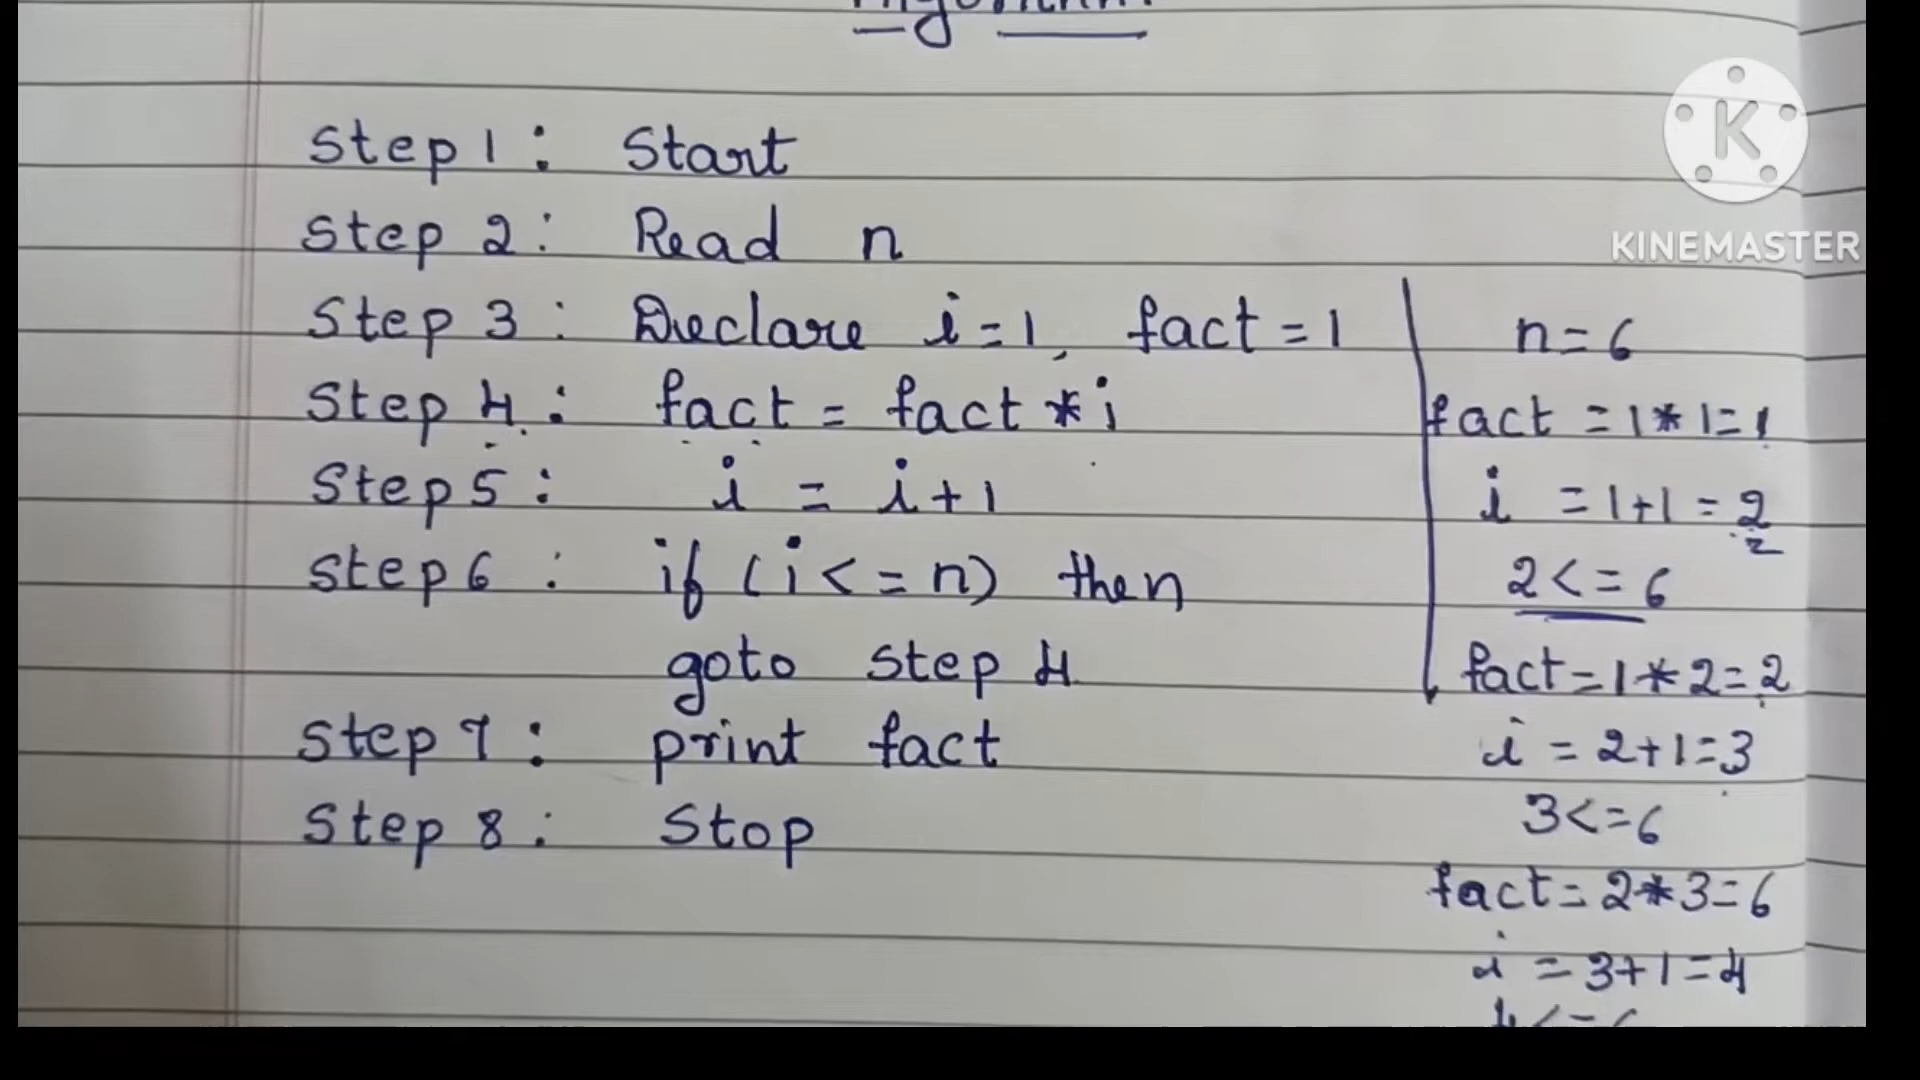 Algorithm
Step 1 : Start
Step 2 : Read n
Step 3 : Declare i = 1, fact = 1
Step 4 : fact = fact * i
Step 5 : i = i + 1
Step 6 : if (i <= n) then
goto step 4
Step 7 : print fact
Step 8 : Stop
n = 6
fact = 1 * 1 = 1
i = 1 + 1 = 2
2 <= 6
fact = 1 * 2 = 2
i = 2 + 1 = 3
3 <= 6
fact = 2 * 3 = 6
i = 3 + 1 = 4
4 <= 6
K
KINEMASTER